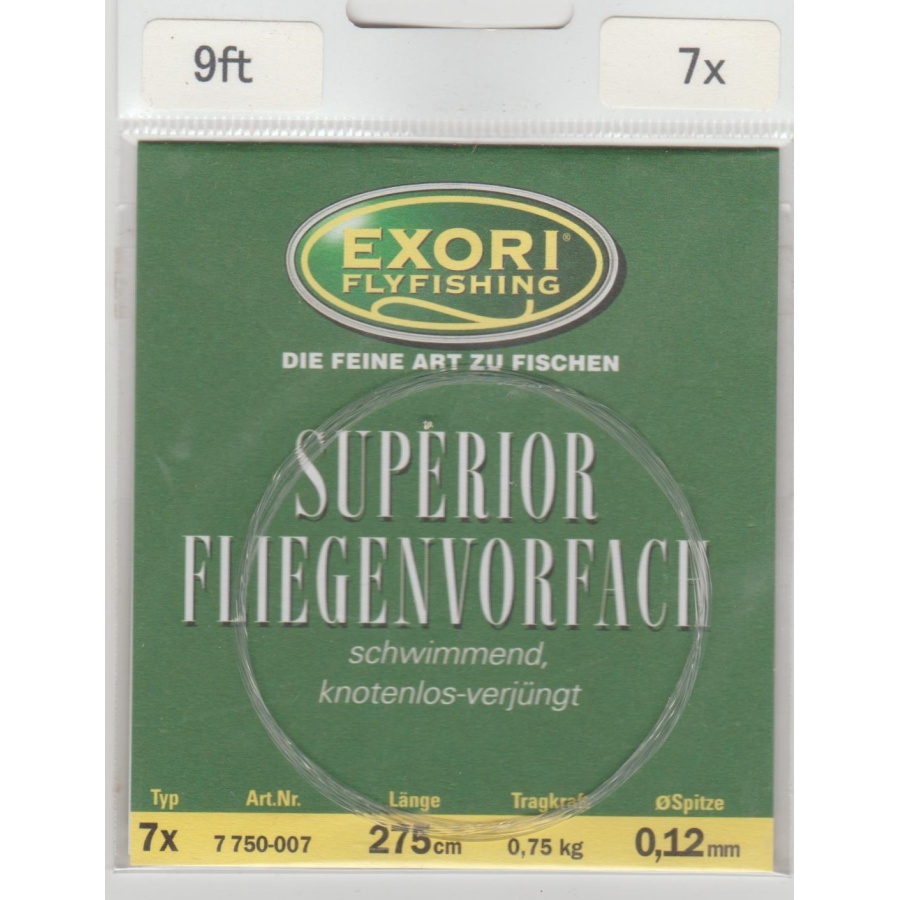 9ft 7x
EXORI®
FLYFISHING
DIE FEINE ART ZU FISCHEN
SUPERIOR
FLIEGENVORFACH
schwimmend,
knotenlos-verjüngt
Typ Art.Nr. Länge Tragkraft øSpitze
7x 7 750-007 275cm 0,75 kg 0,12mm